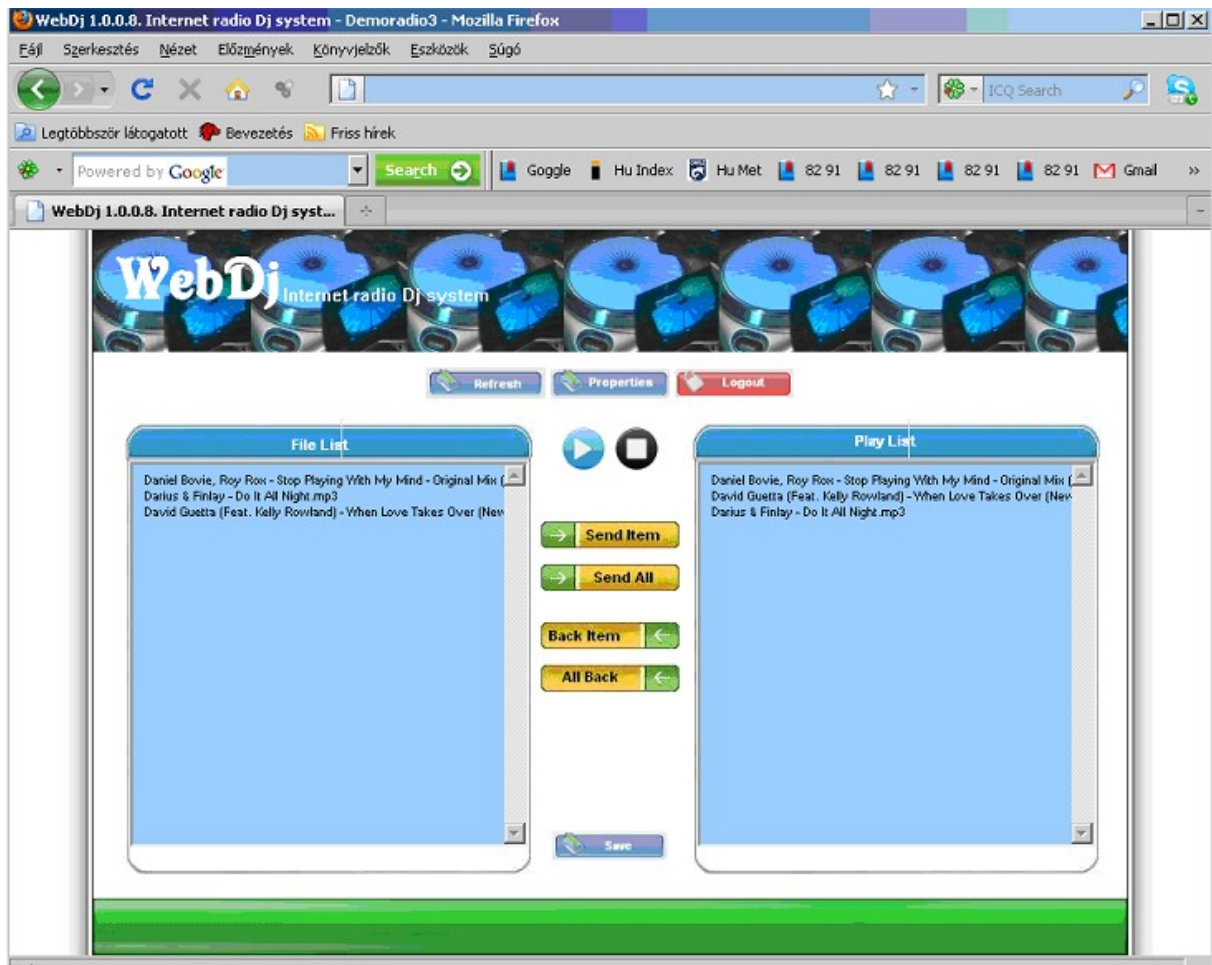 WebDj 1.0.0.8. Internet radio Dj system - Demoradio3 - Mozilla Firefox
Fájl Szerkesztés Nézet Előzmények Könyvjelzők Eszközök Súgó
ICQ Search
Legtöbbször látogatott Bevezetés Friss hírek
Powered by Google Search Goggle Hu Index Hu Met 82 91 82 91 82 91 82 91 Gmail »
WebDj 1.0.0.8. Internet radio Dj syst...
WebDj Internet radio Dj system
Refresh Properties Logout
File List
Daniel Bovie, Roy Rox - Stop Playing With My Mind - Original Mix (
Darius & Finlay - Do It All Night.mp3
David Guetta (Feat. Kelly Rowland) - When Love Takes Over (New
Send Item
Send All
Back Item
All Back
Save
Play List
Daniel Bovie, Roy Rox - Stop Playing With My Mind - Original Mix (
David Guetta (Feat. Kelly Rowland) - When Love Takes Over (New
Darius & Finlay - Do It All Night.mp3